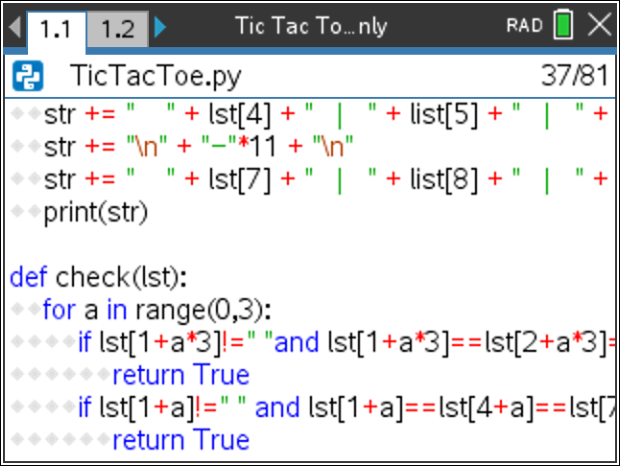 1.1 1.2 Tic Tac To...nly RAD
TicTacToe.py 37/81
str += "  " + lst[4] + " | " + list[5] + " | " +
str += "\n" + "-"*11 + "\n"
str += "  " + lst[7] + " | " + list[8] + " | " +
print(str)
def check(lst):
for a in range(0,3):
if lst[1+a*3]!=" "and lst[1+a*3]==lst[2+a*3]=
return True
if lst[1+a]!=" " and lst[1+a]==lst[4+a]==lst[7
return True